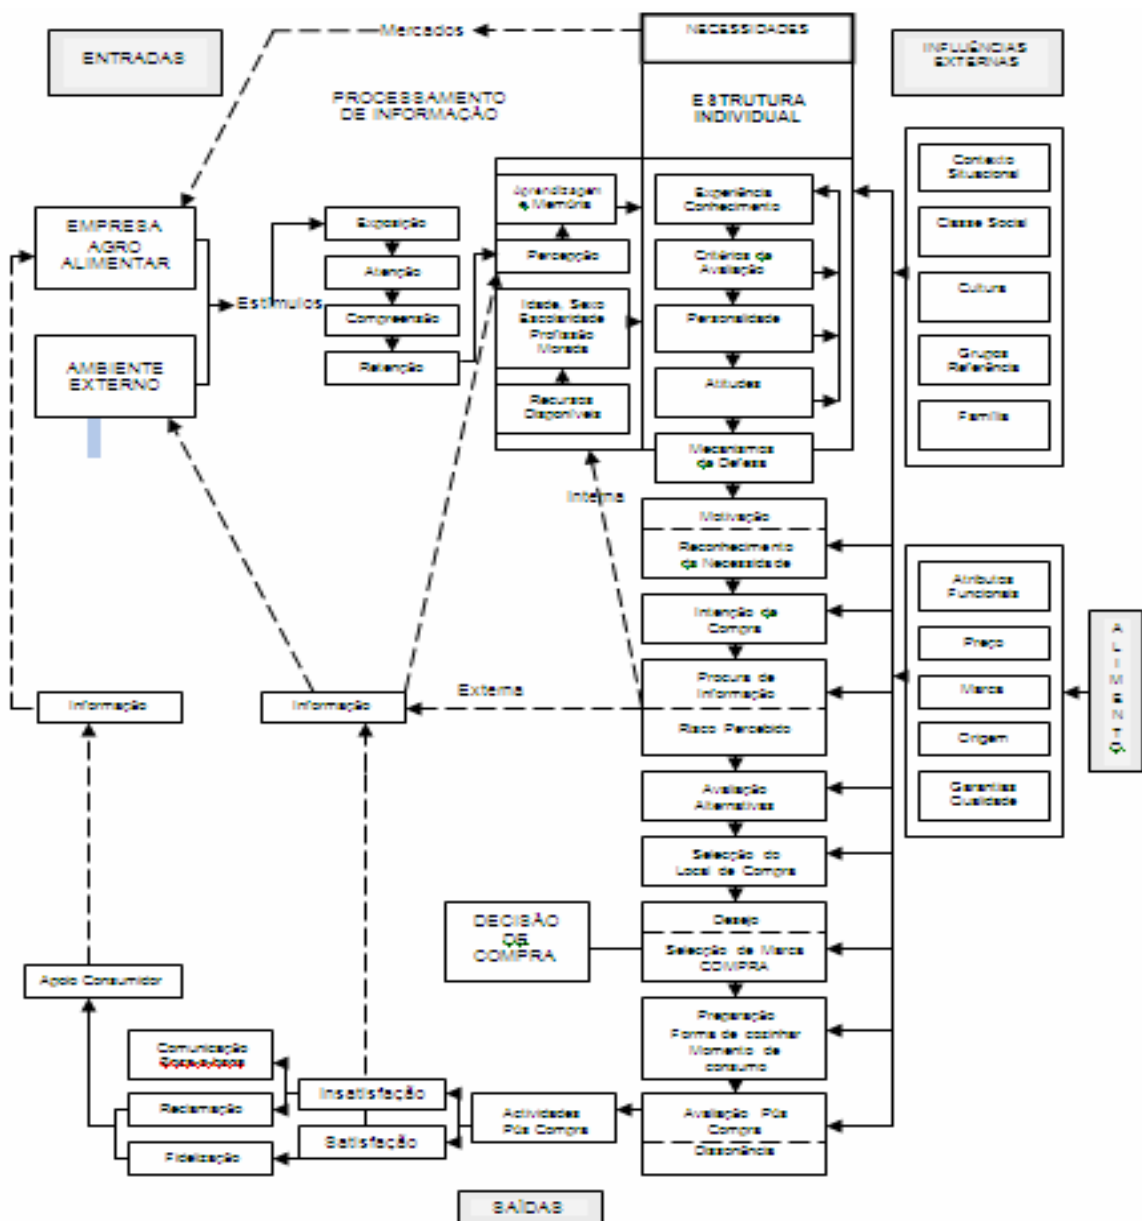 Mercados
NECESSIDADES
ENTRADAS
INFLUÊNCIAS
EXTERNAS
PROCESSAMENTO
DE INFORMAÇÃO
ESTRUTURA
INDIVIDUAL
Contexto
Situacional
Aprendizagem
e Memória
Experiência
Conhecimento
EMPRESA
AGRO
ALIMENTAR
Exposição
Classe Social
Percepção
Critérios de
Avaliação
Atenção
Cultura
Estímulos
Idade, Sexo
Escolaridade
Profissão
Morada
Compreensão
Personalidade
AMBIENTE
EXTERNO
Retenção
Grupos
Referência
Atitudes
Recursos
Disponíveis
Família
Mecanismos
de Defesa
Interna
Motivação
Reconhecimento
da Necessidade
Atributos
Funcionais
Intenção de
Compra
Preço
ALIMENTO
Procura de
Informação
Externa
Marca
Informação
Informação
Risco Percebido
Origem
Avaliação
Alternativas
Garantias
Qualidade
Selecção do
Local de Compra
DECISÃO
DE
COMPRA
Desejo
Selecção de Marca
COMPRA
Apoio Consumidor
Preparação
Forma de cozinhar
Momento de
consumo
Comunicação
Insatisfação
Reclamação
Actividades
Pós Compra
Avaliação Pós
Compra
Satisfação
Fidelização
Dissonância
SAÍDAS